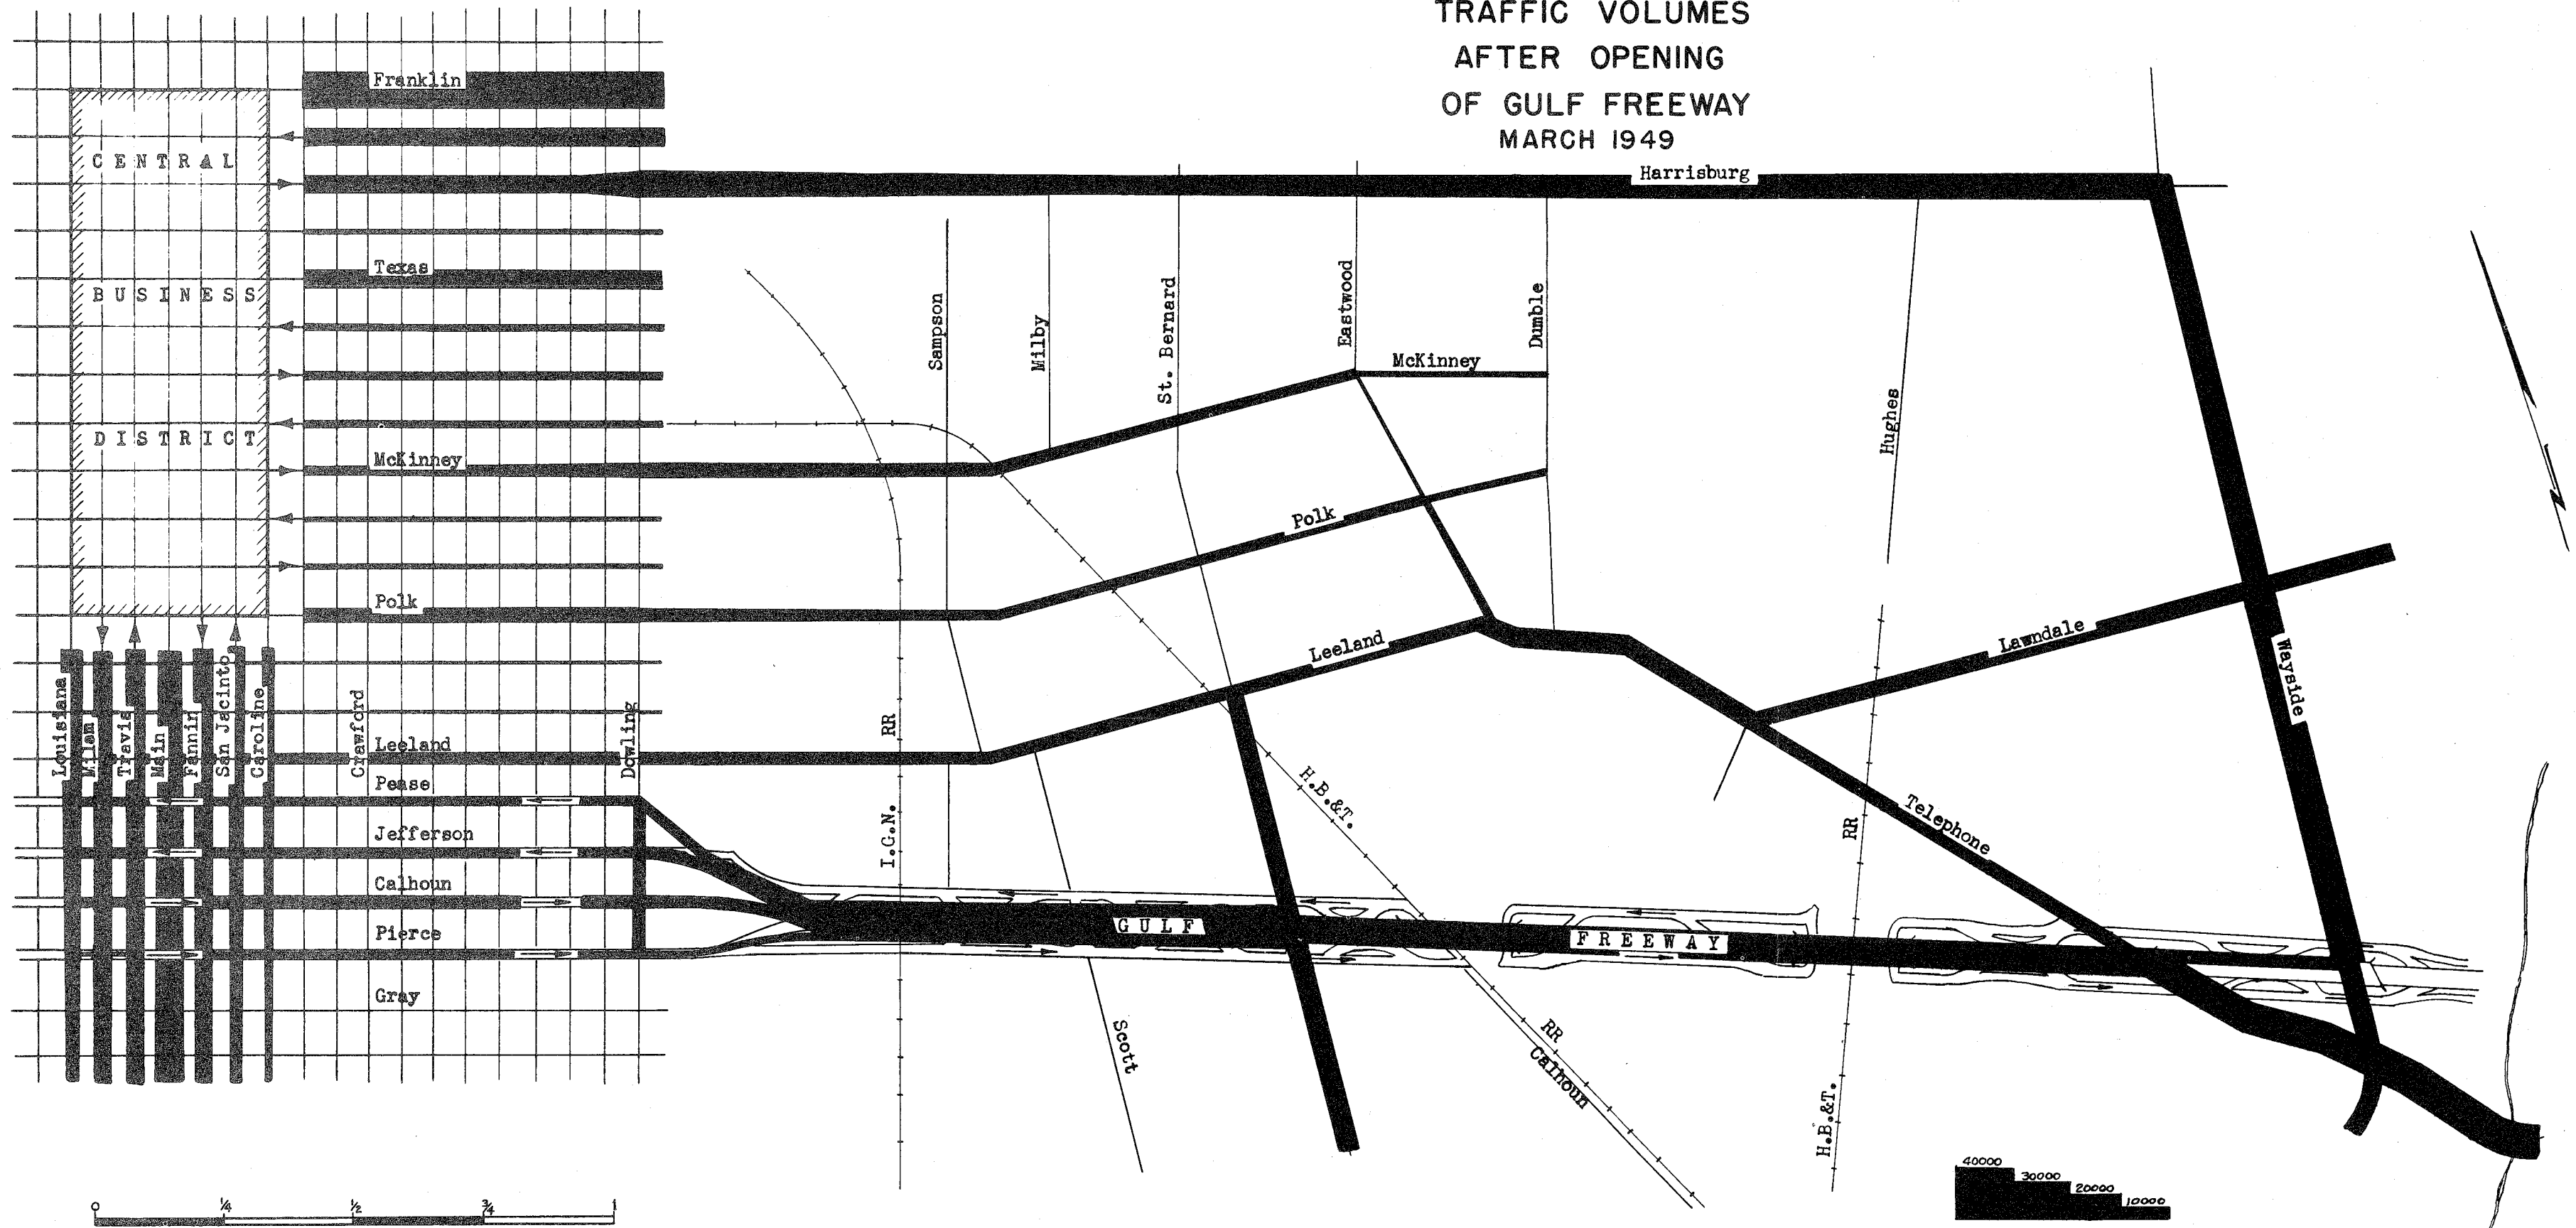 TRAFFIC VOLUMES
AFTER OPENING
OF GULF FREEWAY
MARCH 1949
Franklin
CENTRAL
Harrisburg
Texas
BUSINESS
Sampson
Milby
St. Bernard
Eastwood
Dumble
McKinney
Hughes
DISTRICT
McKinney
Polk
Polk
Leeland
Lawndale
Wayside
Louisiana
Milam
Travis
Main
Fannin
San Jacinto
Caroline
Crawford
Dowling
RR
Leeland
Pease
H.B.&T.
Jefferson
I.G.N.
RR
Telephone
Calhoun
Pierce
GULF
FREEWAY
Gray
Scott
RR
Calhoun
H.B.&T.
N
0 1/4 1/2 3/4 1
40000
30000
20000
10000